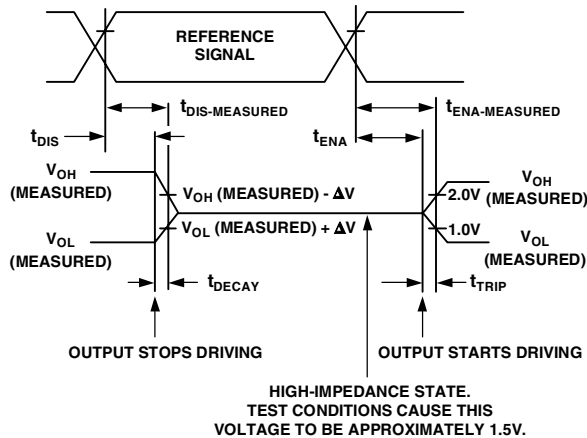 REFERENCE
SIGNAL
tDIS-MEASURED
tENA-MEASURED
tDIS
tENA
VOH
(MEASURED)
VOH (MEASURED) - ΔV
2.0V
VOH
(MEASURED)
VOL
(MEASURED)
VOL (MEASURED) + ΔV
1.0V
VOL
(MEASURED)
tDECAY
tTRIP
OUTPUT STOPS DRIVING
OUTPUT STARTS DRIVING
HIGH-IMPEDANCE STATE.
TEST CONDITIONS CAUSE THIS
VOLTAGE TO BE APPROXIMATELY 1.5V.